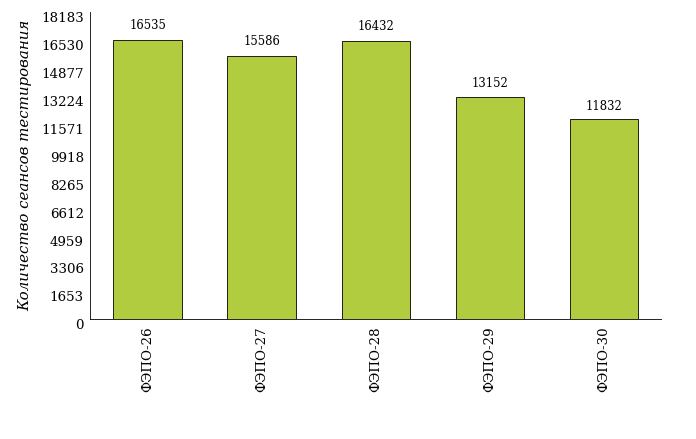 Количество сеансов тестирования
18183
16530
14877
13224
11571
9918
8265
6612
4959
3306
1653
0
16535
15586
16432
13152
11832
ФЭПО-26
ФЭПО-27
ФЭПО-28
ФЭПО-29
ФЭПО-30